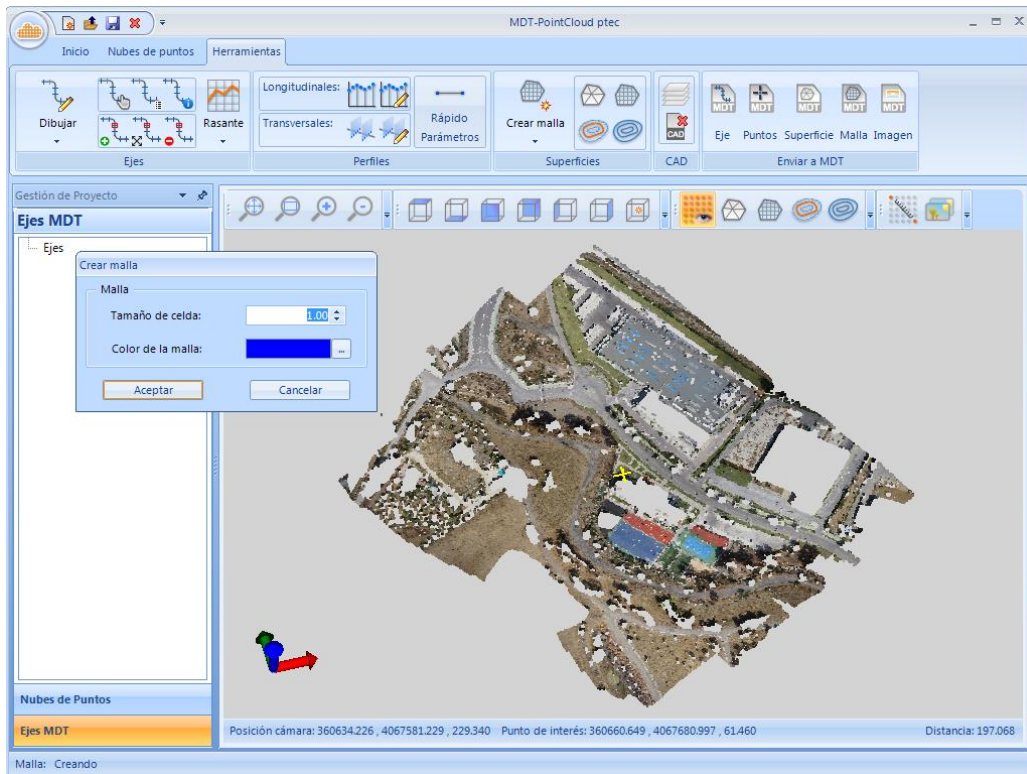 MDT-PointCloud ptec
Inicio Nubes de puntos Herramientas
Dibujar
Rasante
Ejes
Longitudinales:
Transversales:
Rápido
Parámetros
Perfiles
Crear malla
Superficies
CAD
CAD
MDT MDT MDT MDT MDT
Eje Puntos Superficie Malla Imagen
Enviar a MDT
Gestión de Proyecto
Ejes MDT
Ejes
Crear malla
Malla
Tamaño de celda: 1.00
Color de la malla: ...
Aceptar Cancelar
Nubes de Puntos
Ejes MDT
Posición cámara: 360634.226 , 4067581.229 , 229.340 Punto de interés: 360660.649 , 4067680.997 , 61.460 Distancia: 197.068
Malla: Creando